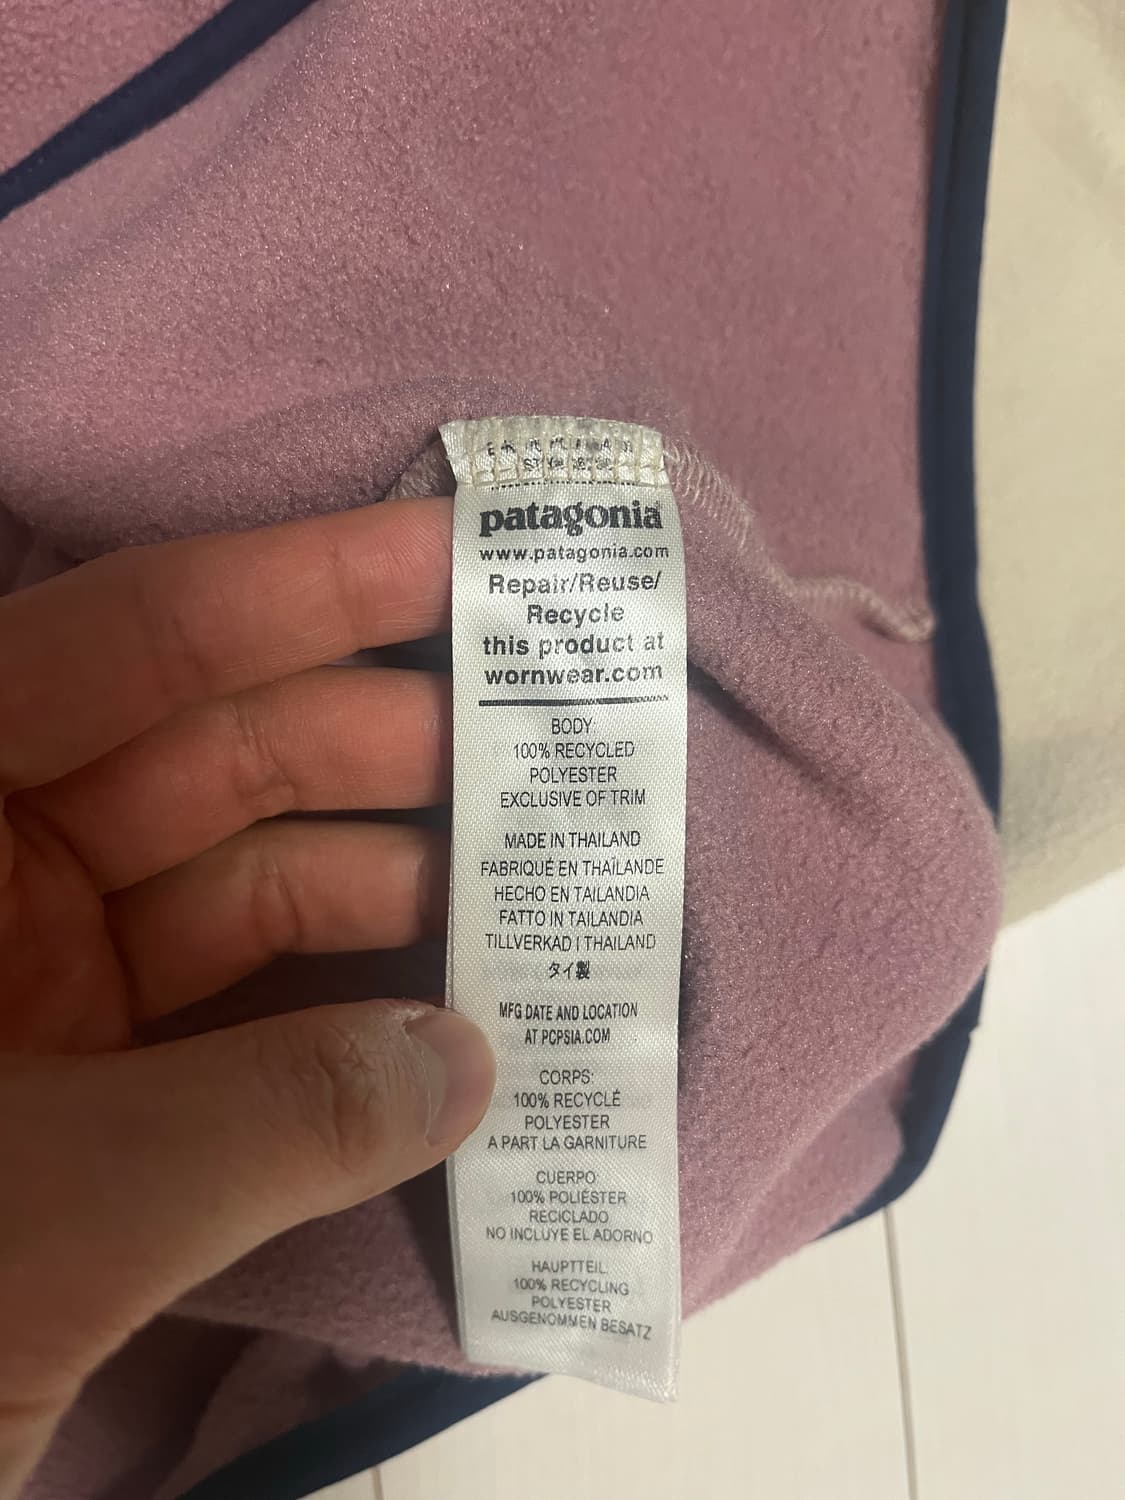 patagonia
www.patagonia.com
Repair/Reuse/
Recycle
this product at
wornwear.com
BODY
100% RECYCLED
POLYESTER
EXCLUSIVE OF TRIM
MADE IN THAILAND
FABRIQUÉ EN THAÏLANDE
HECHO EN TAILANDIA
FATTO IN TAILANDIA
TILLVERKAD I THAILAND
タイ製
MFG DATE AND LOCATION
AT PCPSIA.COM
CORPS:
100% RECYCLÉ
POLYESTER
A PART LA GARNITURE
CUERPO:
100% POLIÉSTER
RECICLADO
NO INCLUYE EL ADORNO
HAUPTTEIL:
100% RECYCLING
POLYESTER
AUSGENOMMEN BESATZ